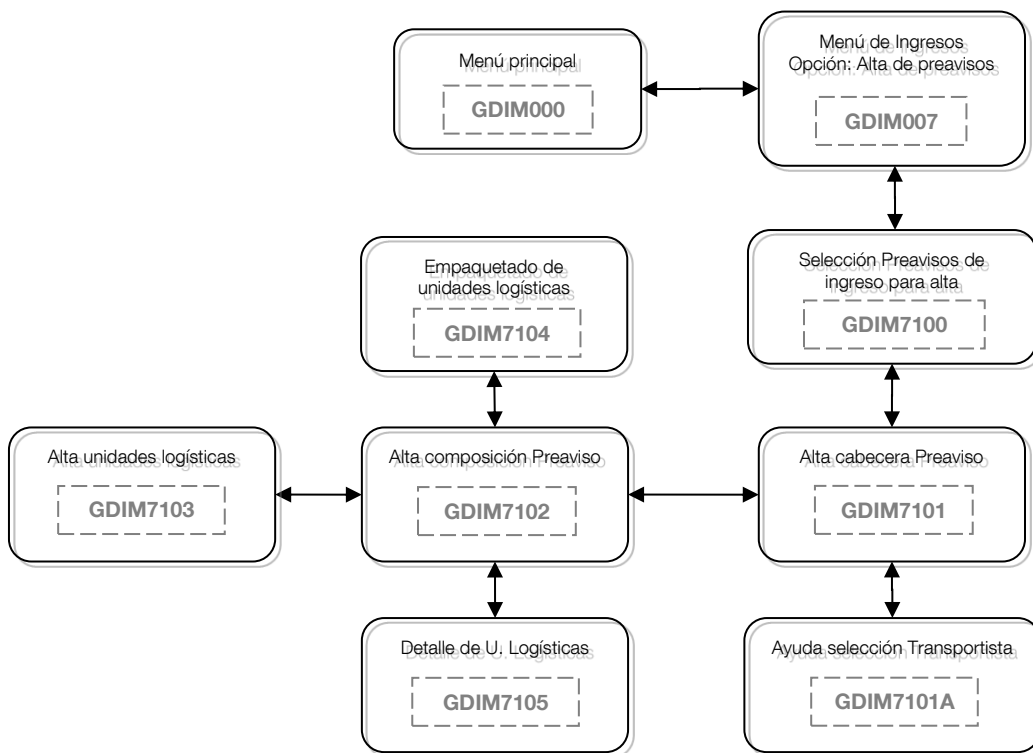 Menú principal
GDIM000
Menú de Ingresos
Opción: Alta de preavisos
GDIM007
Empaquetado de
unidades logísticas
GDIM7104
Selección Preavisos de
ingreso para alta
GDIM7100
Alta unidades logísticas
GDIM7103
Alta composición Preaviso
GDIM7102
Alta cabecera Preaviso
GDIM7101
Detalle de U. Logísticas
GDIM7105
Ayuda selección Transportista
GDIM7101A